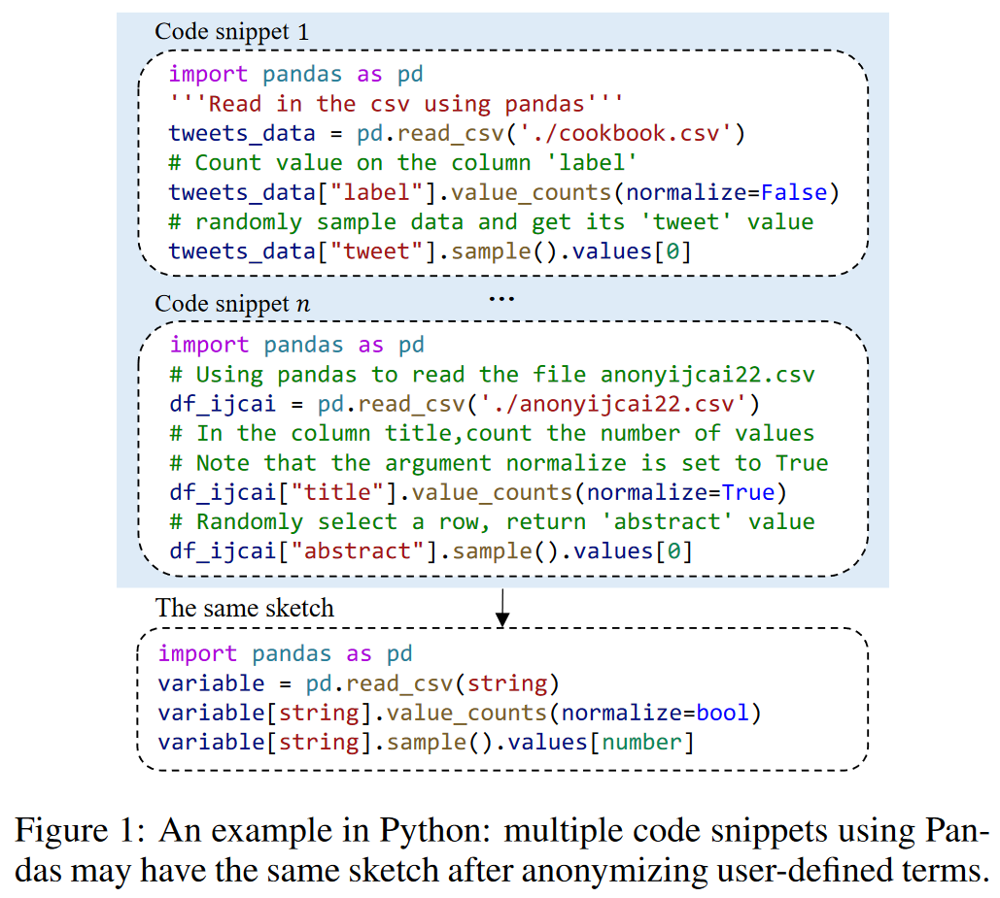 Code snippet 1
import pandas as pd
'''Read in the csv using pandas'''
tweets_data = pd.read_csv('./cookbook.csv')
# Count value on the column 'label'
tweets_data["label"].value_counts(normalize=False)
# randomly sample data and get its 'tweet' value
tweets_data["tweet"].sample().values[0]
...
Code snippet n
import pandas as pd
# Using pandas to read the file anonyijcai22.csv
df_ijcai = pd.read_csv('./anonyijcai22.csv')
# In the column title,count the number of values
# Note that the argument normalize is set to True
df_ijcai["title"].value_counts(normalize=True)
# Randomly select a row, return 'abstract' value
df_ijcai["abstract"].sample().values[0]
The same sketch
import pandas as pd
variable = pd.read_csv(string)
variable[string].value_counts(normalize=bool)
variable[string].sample().values[number]
Figure 1: An example in Python: multiple code snippets using Pan-
das may have the same sketch after anonymizing user-defined terms.